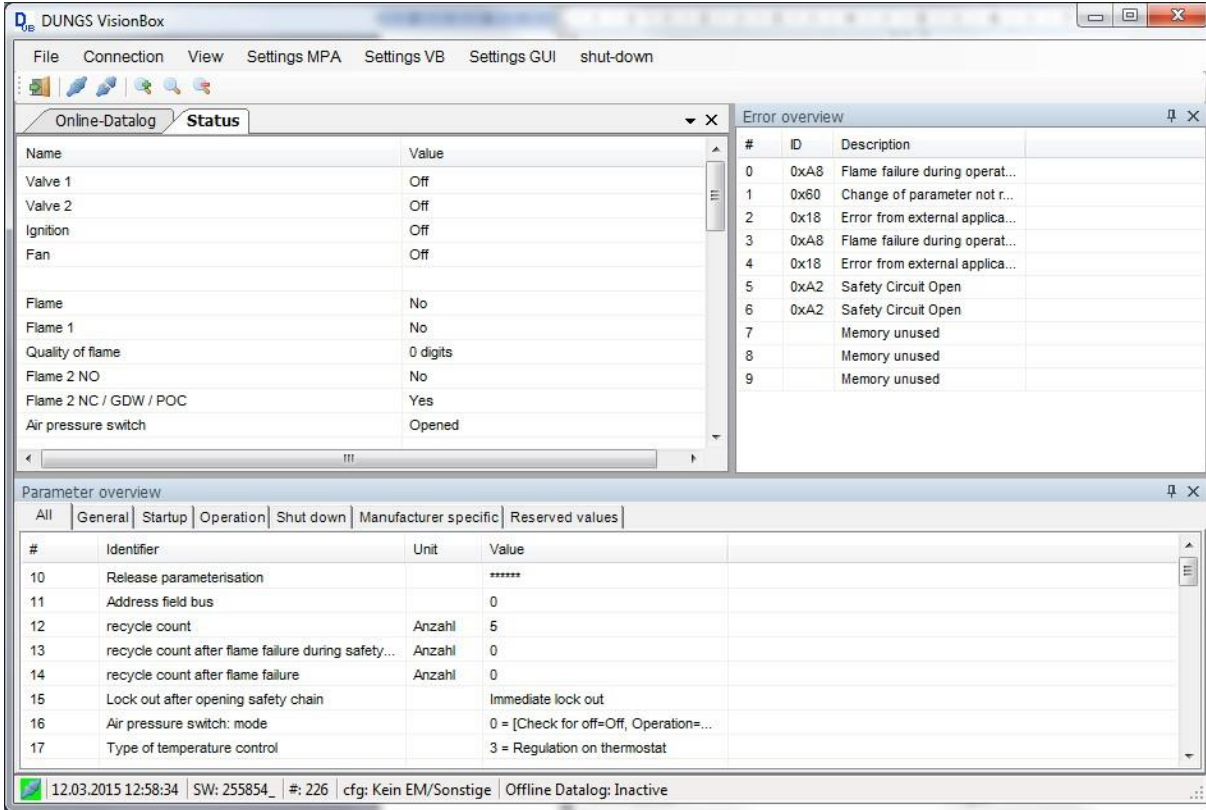 DUNGS VisionBox
File Connection View Settings MPA Settings VB Settings GUI shut-down
Online-Datalog Status
Name Value
Valve 1 Off
Valve 2 Off
Ignition Off
Fan Off
Flame No
Flame 1 No
Quality of flame 0 digits
Flame 2 NO No
Flame 2 NC / GDW / POC Yes
Air pressure switch Opened
Error overview
# ID Description
0 0xA8 Flame failure during operat...
1 0x60 Change of parameter not r...
2 0x18 Error from external applica...
3 0xA8 Flame failure during operat...
4 0x18 Error from external applica...
5 0xA2 Safety Circuit Open
6 0xA2 Safety Circuit Open
7 Memory unused
8 Memory unused
9 Memory unused
Parameter overview
All General Startup Operation Shut down Manufacturer specific Reserved values
# Identifier Unit Value
10 Release parameterisation ******
11 Address field bus 0
12 recycle count Anzahl 5
13 recycle count after flame failure during safety... Anzahl 0
14 recycle count after flame failure Anzahl 0
15 Lock out after opening safety chain Immediate lock out
16 Air pressure switch: mode 0 = [Check for off=Off, Operation=...
17 Type of temperature control 3 = Regulation on thermostat
12.03.2015 12:58:34 SW: 255854_ #: 226 cfg: Kein EM/Sonstige Offline Datalog: Inactive